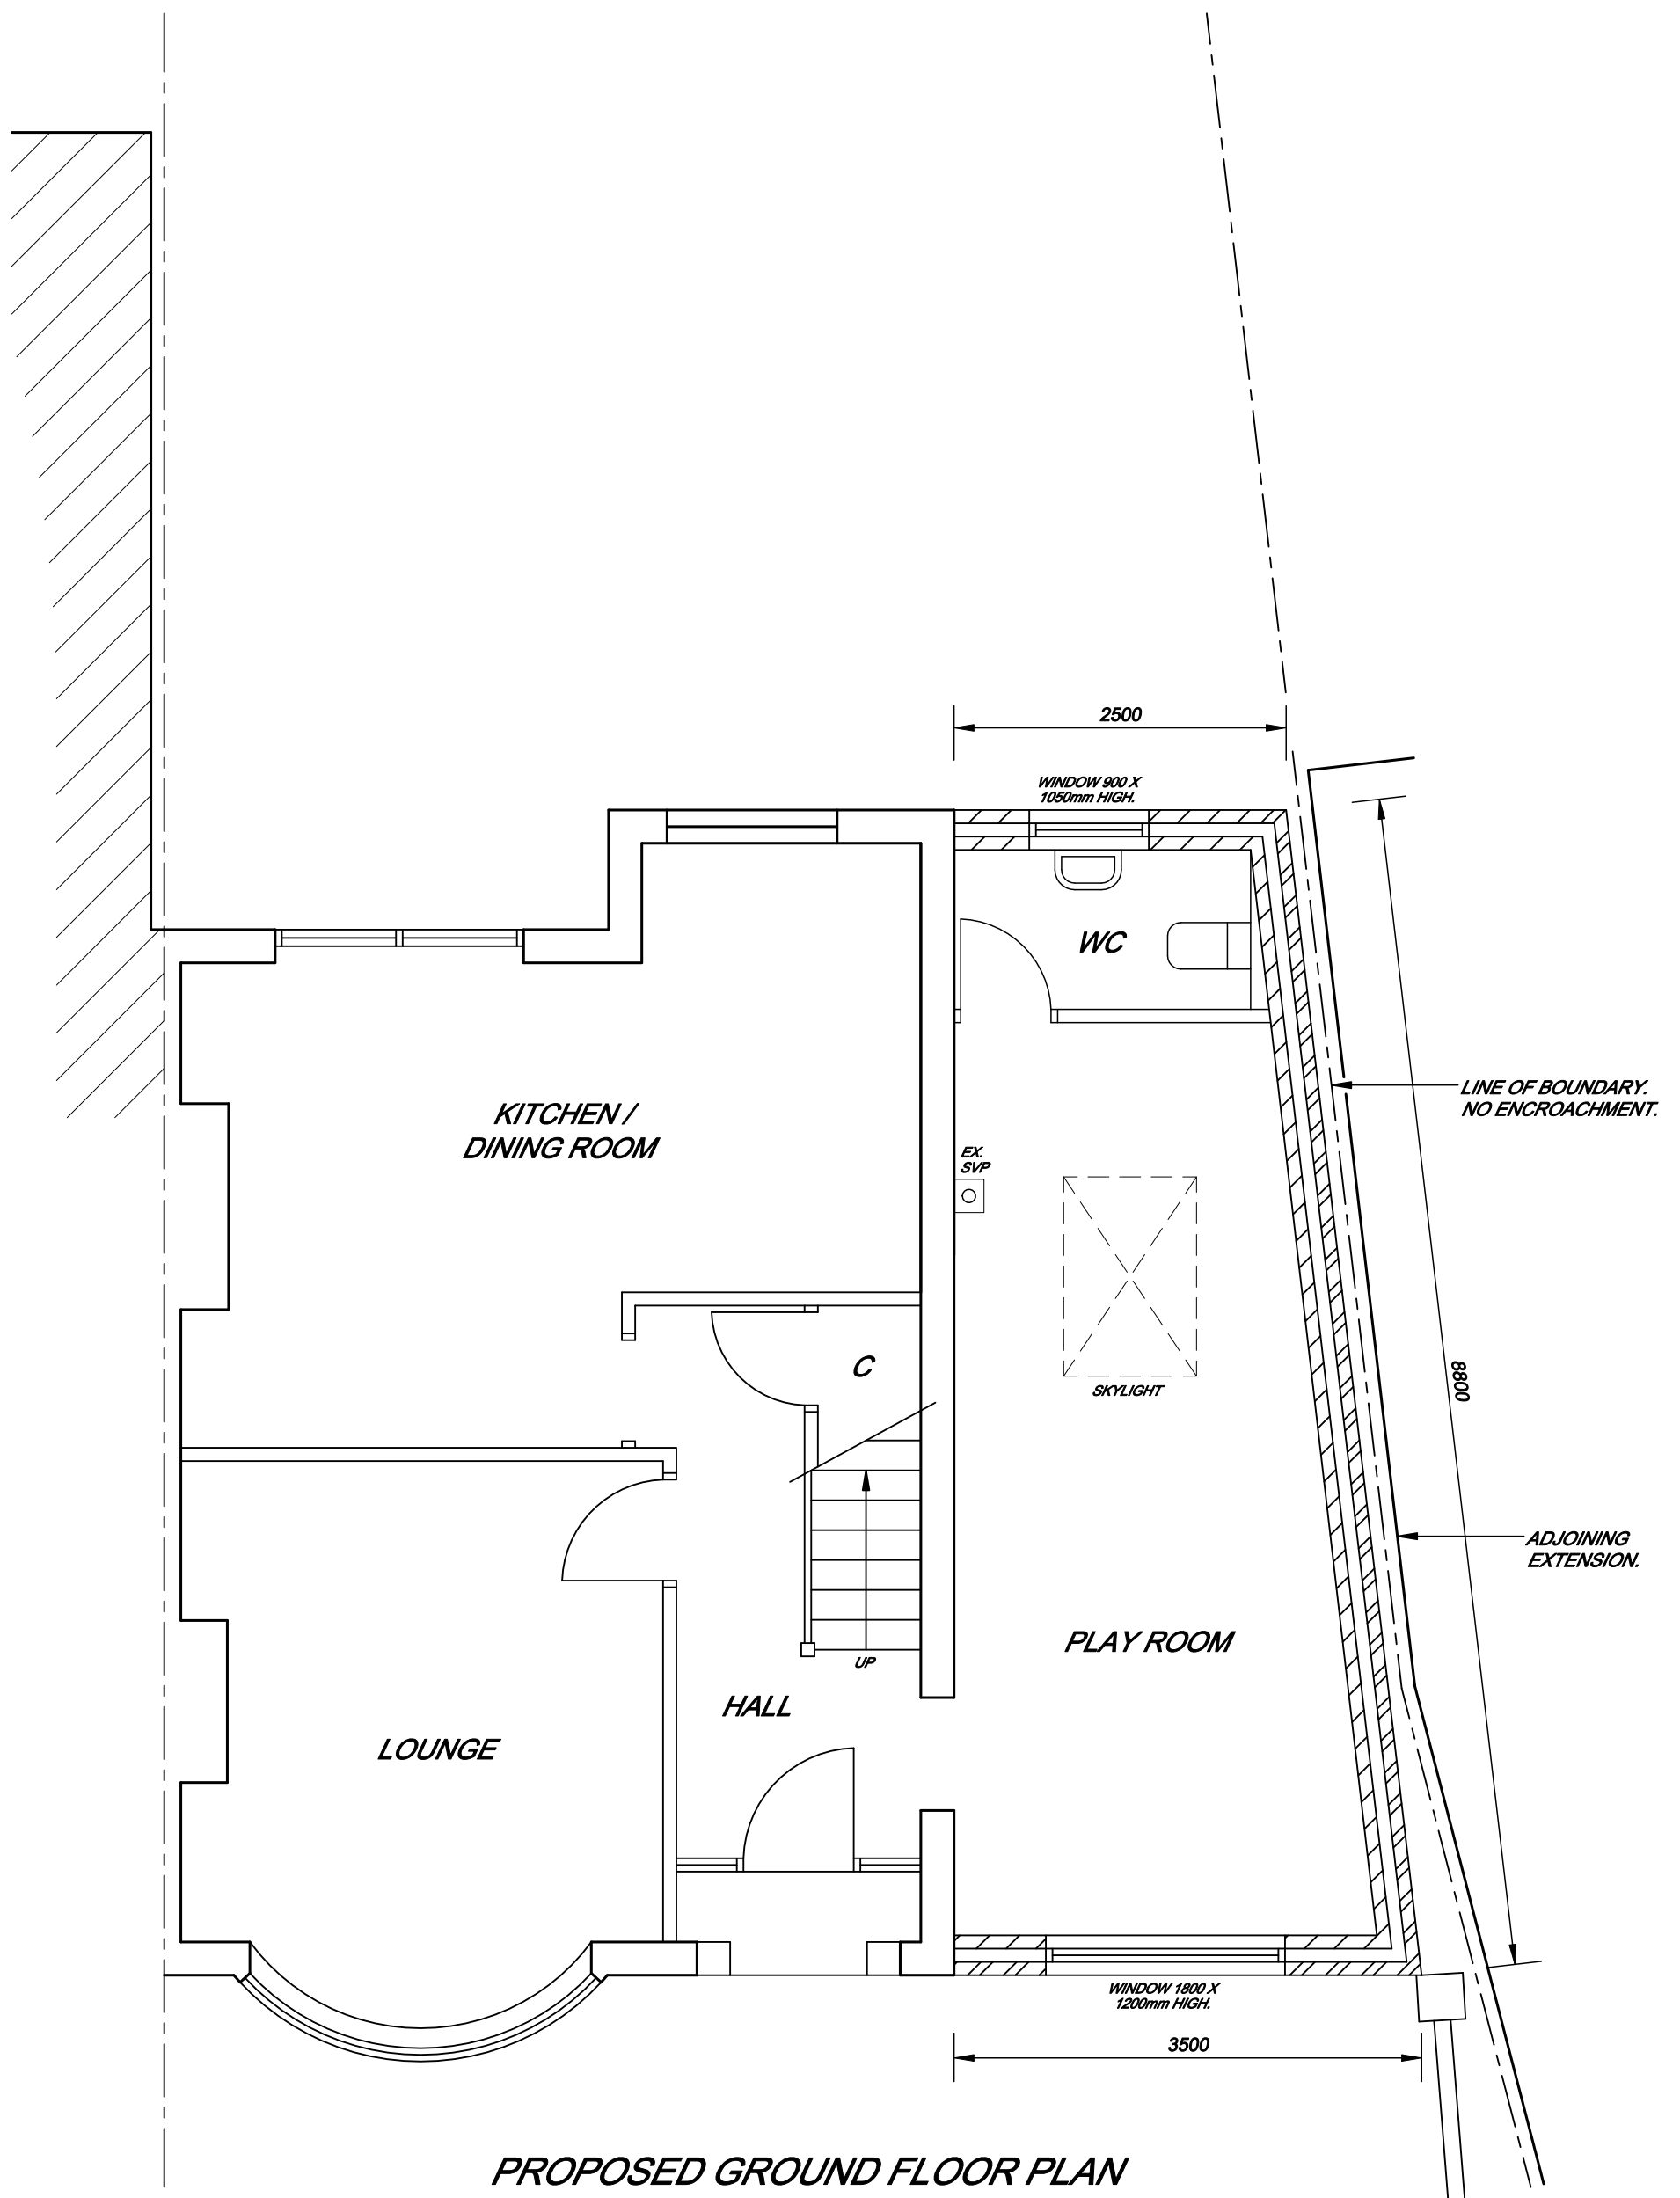 2500
WINDOW 900 X
1050mm HIGH.
WC
LINE OF BOUNDARY.
NO ENCROACHMENT.
KITCHEN /
DINING ROOM
EX.
SVP
C
SKYLIGHT
8800
ADJOINING
EXTENSION.
PLAY ROOM
UP
HALL
LOUNGE
WINDOW 1800 X
1200mm HIGH.
3500
PROPOSED GROUND FLOOR PLAN